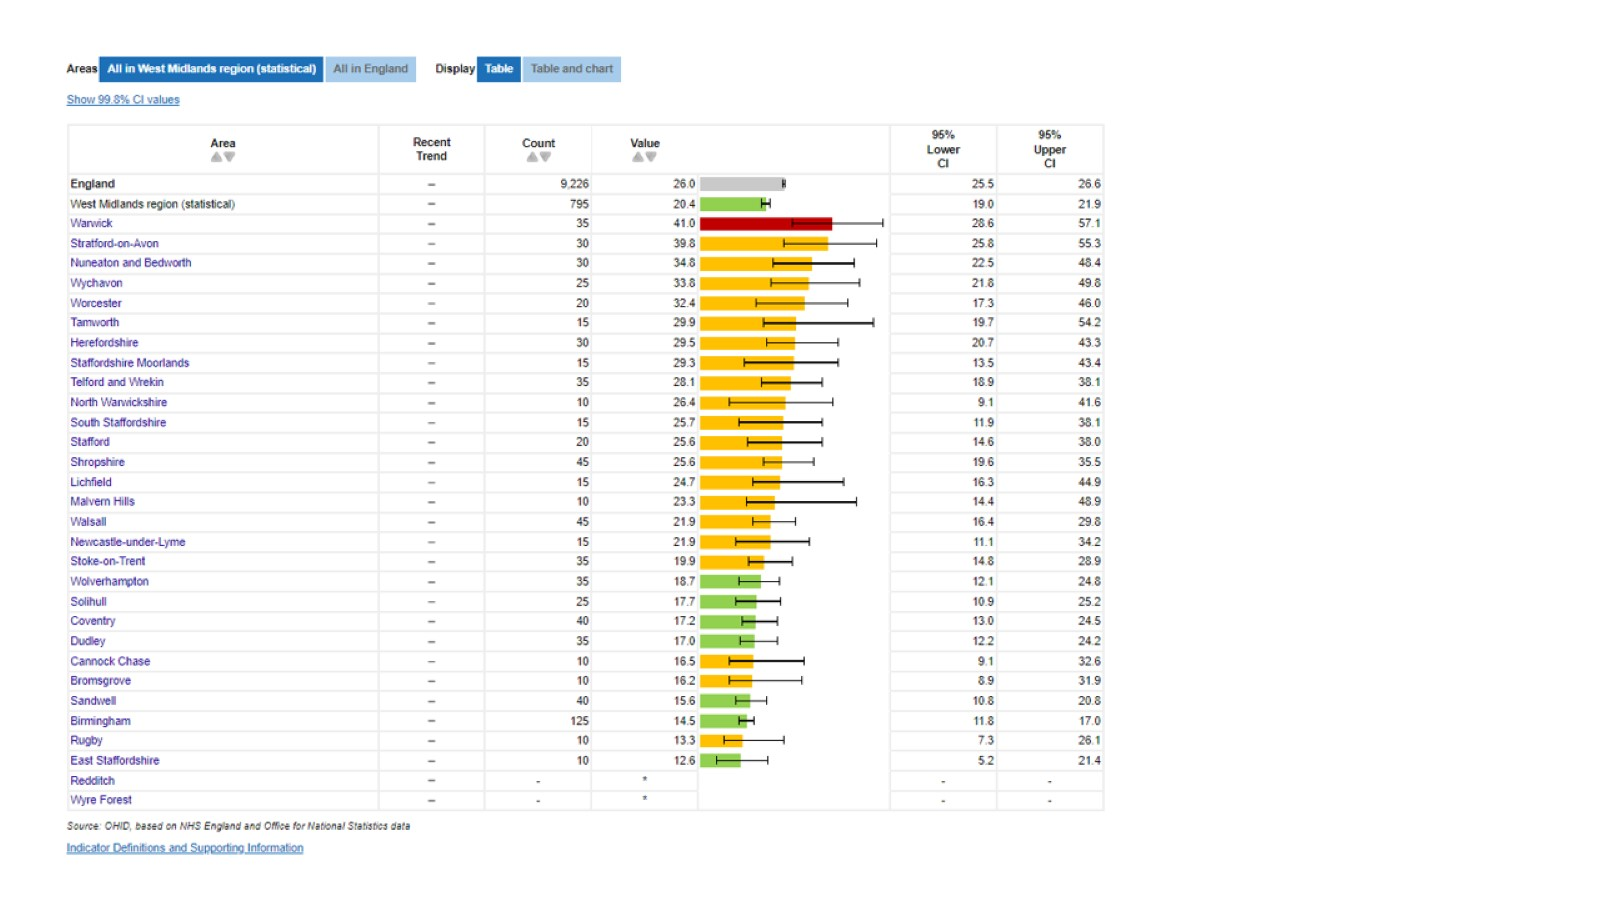 Areas All in West Midlands region (statistical) All in England Display Table Table and chart
Show 99.8% CI values
Area Recent Trend Count Value 95% Lower CI 95% Upper CI
England – 9,226 26.0 25.5 26.6
West Midlands region (statistical) – 795 20.4 19.0 21.9
Warwick – 35 41.0 28.6 57.1
Stratford-on-Avon – 30 39.8 25.8 55.3
Nuneaton and Bedworth – 30 34.8 22.5 48.4
Wychavon – 25 33.8 21.8 49.8
Worcester – 20 32.4 17.3 46.0
Tamworth – 15 29.9 19.7 54.2
Herefordshire – 30 29.5 20.7 43.3
Staffordshire Moorlands – 15 29.3 13.5 43.4
Telford and Wrekin – 35 28.1 18.9 38.1
North Warwickshire – 10 26.4 9.1 41.6
South Staffordshire – 15 25.7 11.9 38.1
Stafford – 20 25.6 14.6 38.0
Shropshire – 45 25.6 19.6 35.5
Lichfield – 15 24.7 16.3 44.9
Malvern Hills – 10 23.3 14.4 48.9
Walsall – 45 21.9 16.4 29.8
Newcastle-under-Lyme – 15 21.9 11.1 34.2
Stoke-on-Trent – 35 19.9 14.8 28.9
Wolverhampton – 35 18.7 12.1 24.8
Solihull – 25 17.7 10.9 25.2
Coventry – 40 17.2 13.0 24.5
Dudley – 35 17.0 12.2 24.2
Cannock Chase – 10 16.5 9.1 32.6
Bromsgrove – 10 16.2 8.9 31.9
Sandwell – 40 15.6 10.8 20.8
Birmingham – 125 14.5 11.8 17.0
Rugby – 10 13.3 7.3 26.1
East Staffordshire – 10 12.6 5.2 21.4
Redditch – - * - -
Wyre Forest – - * - -
Source: OHID, based on NHS England and Office for National Statistics data
Indicator Definitions and Supporting Information